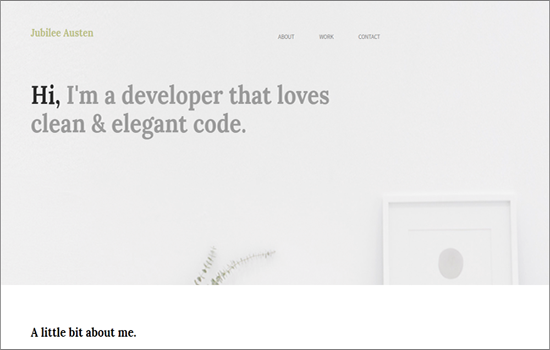 Jubilee Austen
ABOUT WORK CONTACT
Hi, I'm a developer that loves
clean & elegant code.
A little bit about me.